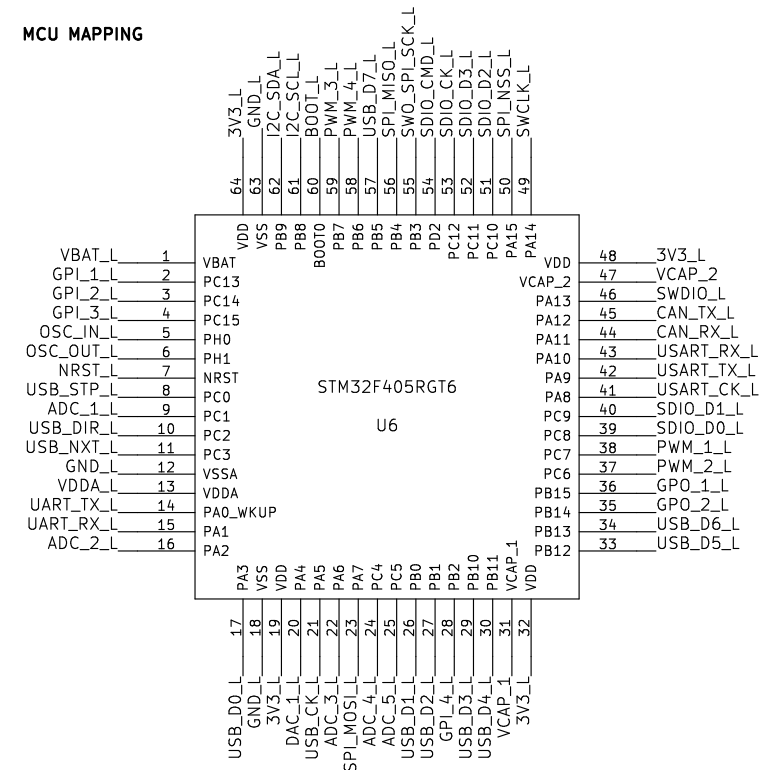 MCU MAPPING
3V3_L GND_L I2C_SDA_L I2C_SCL_L BOOT_L PWM_3_L PWM_4_L USB_D7_L SPI_MISO_L SWO_SPI_SCK_L SDIO_CMD_L SDIO_CK_L SDIO_D3_L SDIO_D2_L SPI_NSS_L SWCLK_L
64 63 62 61 60 59 58 57 56 55 54 53 52 51 50 49
VDD VSS PB9 PB8 BOOT0 PB7 PB6 PB5 PB4 PB3 PD2 PC12 PC11 PC10 PA15 PA14
VBAT_L 1 VBAT VDD 48 3V3_L
GPI_1_L 2 PC13 VCAP_2 47 VCAP_2
GPI_2_L 3 PC14 PA13 46 SWDIO_L
GPI_3_L 4 PC15 PA12 45 CAN_TX_L
OSC_IN_L 5 PH0 PA11 44 CAN_RX_L
OSC_OUT_L 6 PH1 PA10 43 USART_RX_L
NRST_L 7 NRST PA9 42 USART_TX_L
USB_STP_L 8 PC0 PA8 41 USART_CK_L
STM32F405RGT6
ADC_1_L 9 PC1 PC9 40 SDIO_D1_L
USB_DIR_L 10 PC2 PC8 39 SDIO_D0_L
U6
USB_NXT_L 11 PC3 PC7 38 PWM_1_L
GND_L 12 VSSA PC6 37 PWM_2_L
VDDA_L 13 VDDA PB15 36 GPO_1_L
UART_TX_L 14 PA0_WKUP PB14 35 GPO_2_L
UART_RX_L 15 PA1 PB13 34 USB_D6_L
ADC_2_L 16 PA2 PB12 33 USB_D5_L
PA3 VSS VDD PA4 PA5 PA6 PA7 PC4 PC5 PB0 PB1 PB2 PB10 PB11 VCAP_1 VDD
17 18 19 20 21 22 23 24 25 26 27 28 29 30 31 32
USB_D0_L GND_L 3V3_L DAC_1_L USB_CK_L ADC_3_L SPI_MOSI_L ADC_4_L ADC_5_L USB_D1_L USB_D2_L GPI_4_L USB_D3_L USB_D4_L VCAP_1 3V3_L